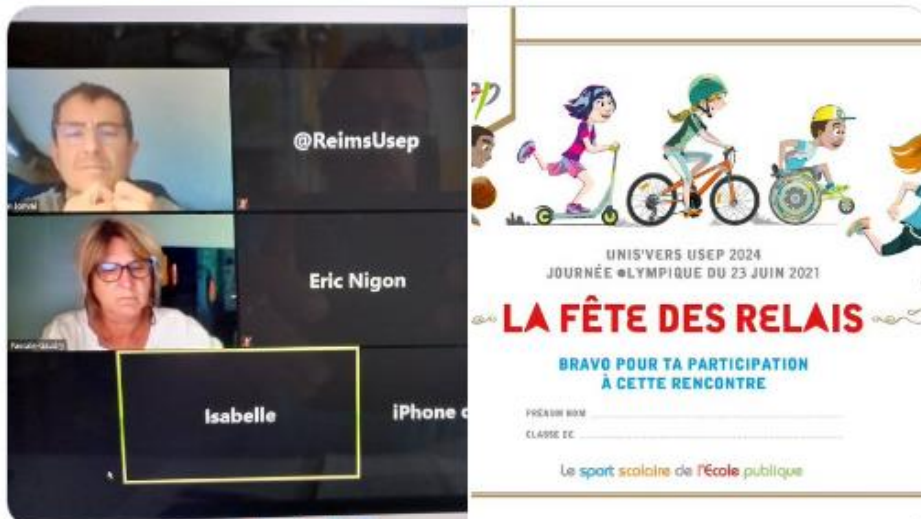 @ReimsUsep
Eric Nigon
Isabelle
iPhone
UNIS'VERS USEP 2024
JOURNÉE OLYMPIQUE DU 23 JUIN 2021
LA FÊTE DES RELAIS
BRAVO POUR TA PARTICIPATION
À CETTE RENCONTRE
PRÉNOM NOM
CLASSE DE
Le sport scolaire de l'École publique